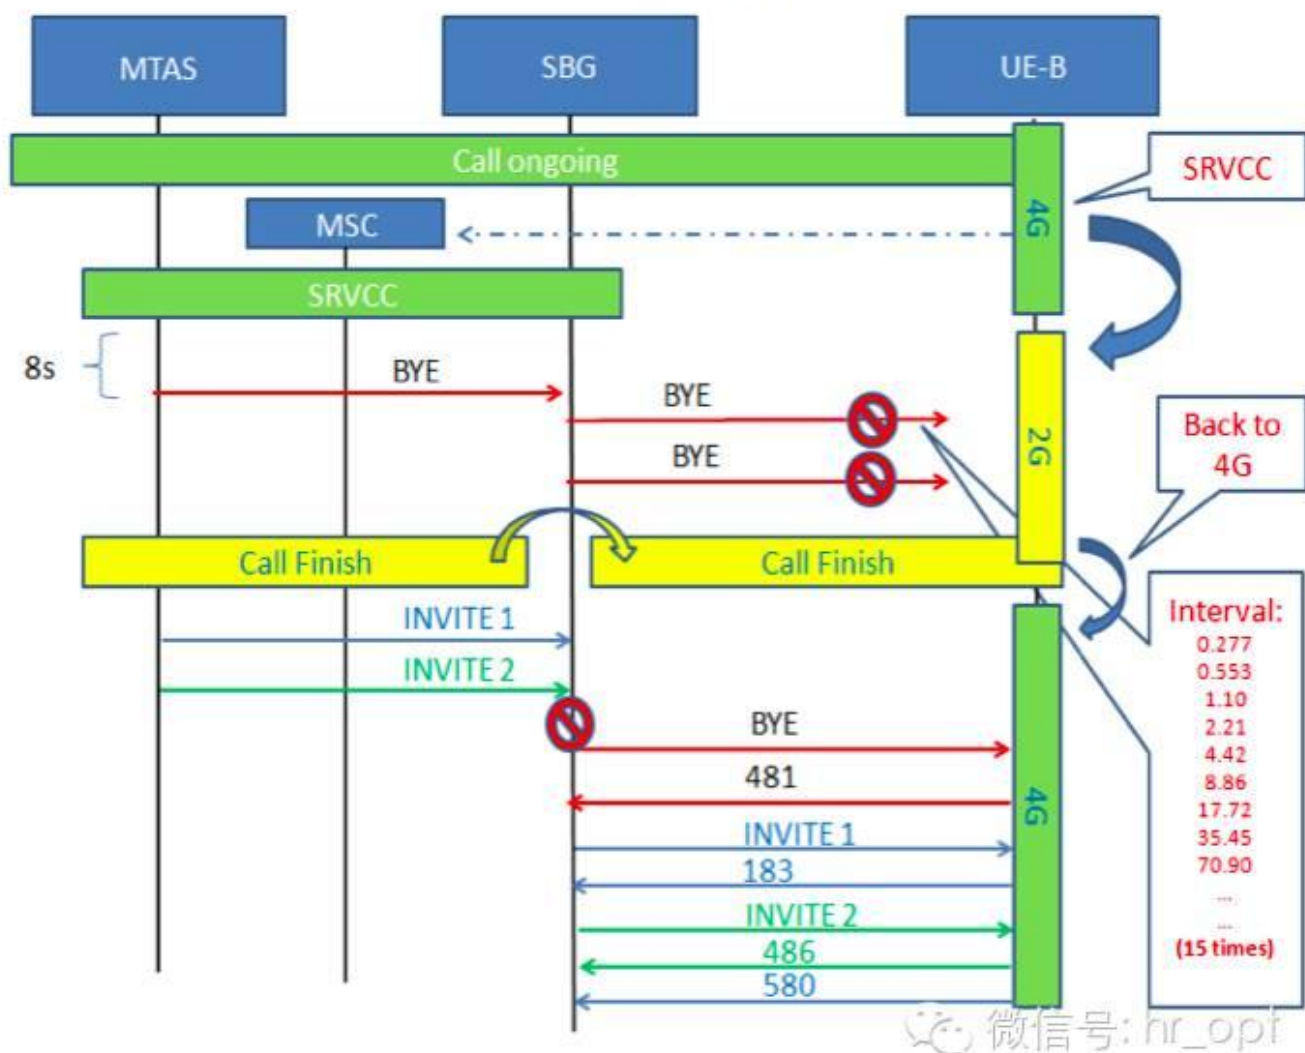 MTAS
SBG
UE-B
Call ongoing
SRVCC
4G
MSC
SRVCC
8s
BYE
BYE
BYE
2G
Back to
4G
Call Finish
Call Finish
INVITE 1
INVITE 2
BYE
481
4G
INVITE 1
183
INVITE 2
486
580
Interval:
0.277
0.553
1.10
2.21
4.42
8.86
17.72
35.45
70.90
...
...
(15 times)
微信号: hr_opt